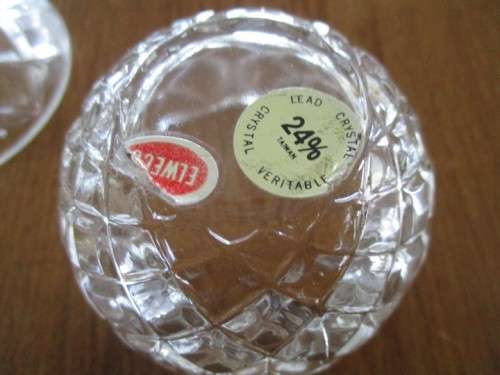 ELWECO
LEAD CRYSTAL
24%
TAIWAN
CRYSTAL VERITABLE